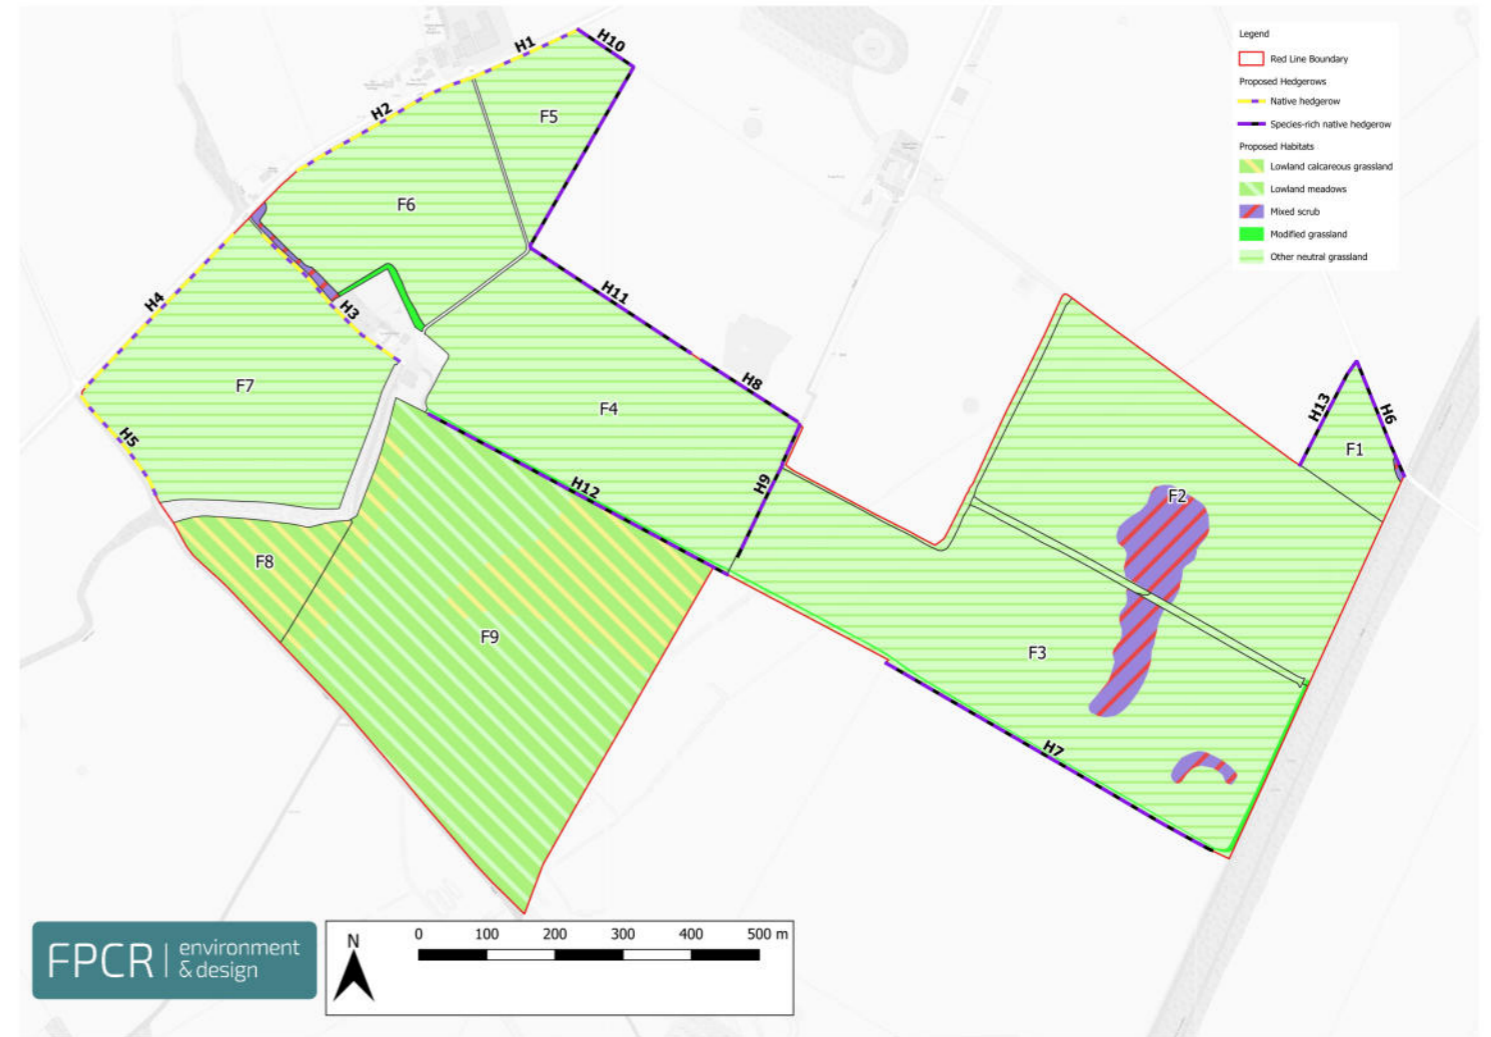 Legend
Red Line Boundary
Proposed Hedgerows
Native hedgerow
Species-rich native hedgerow
Proposed Habitats
Lowland calcareous grassland
Lowland meadows
Mixed scrub
Modified grassland
Other neutral grassland
H1
H10
H2
F5
F6
H4
H3
H11
F7
H8
F4
H5
H13
H6
F1
H12
H9
F2
F8
F9
F3
H7
FPCR
environment
& design
N
0 100 200 300 400 500 m